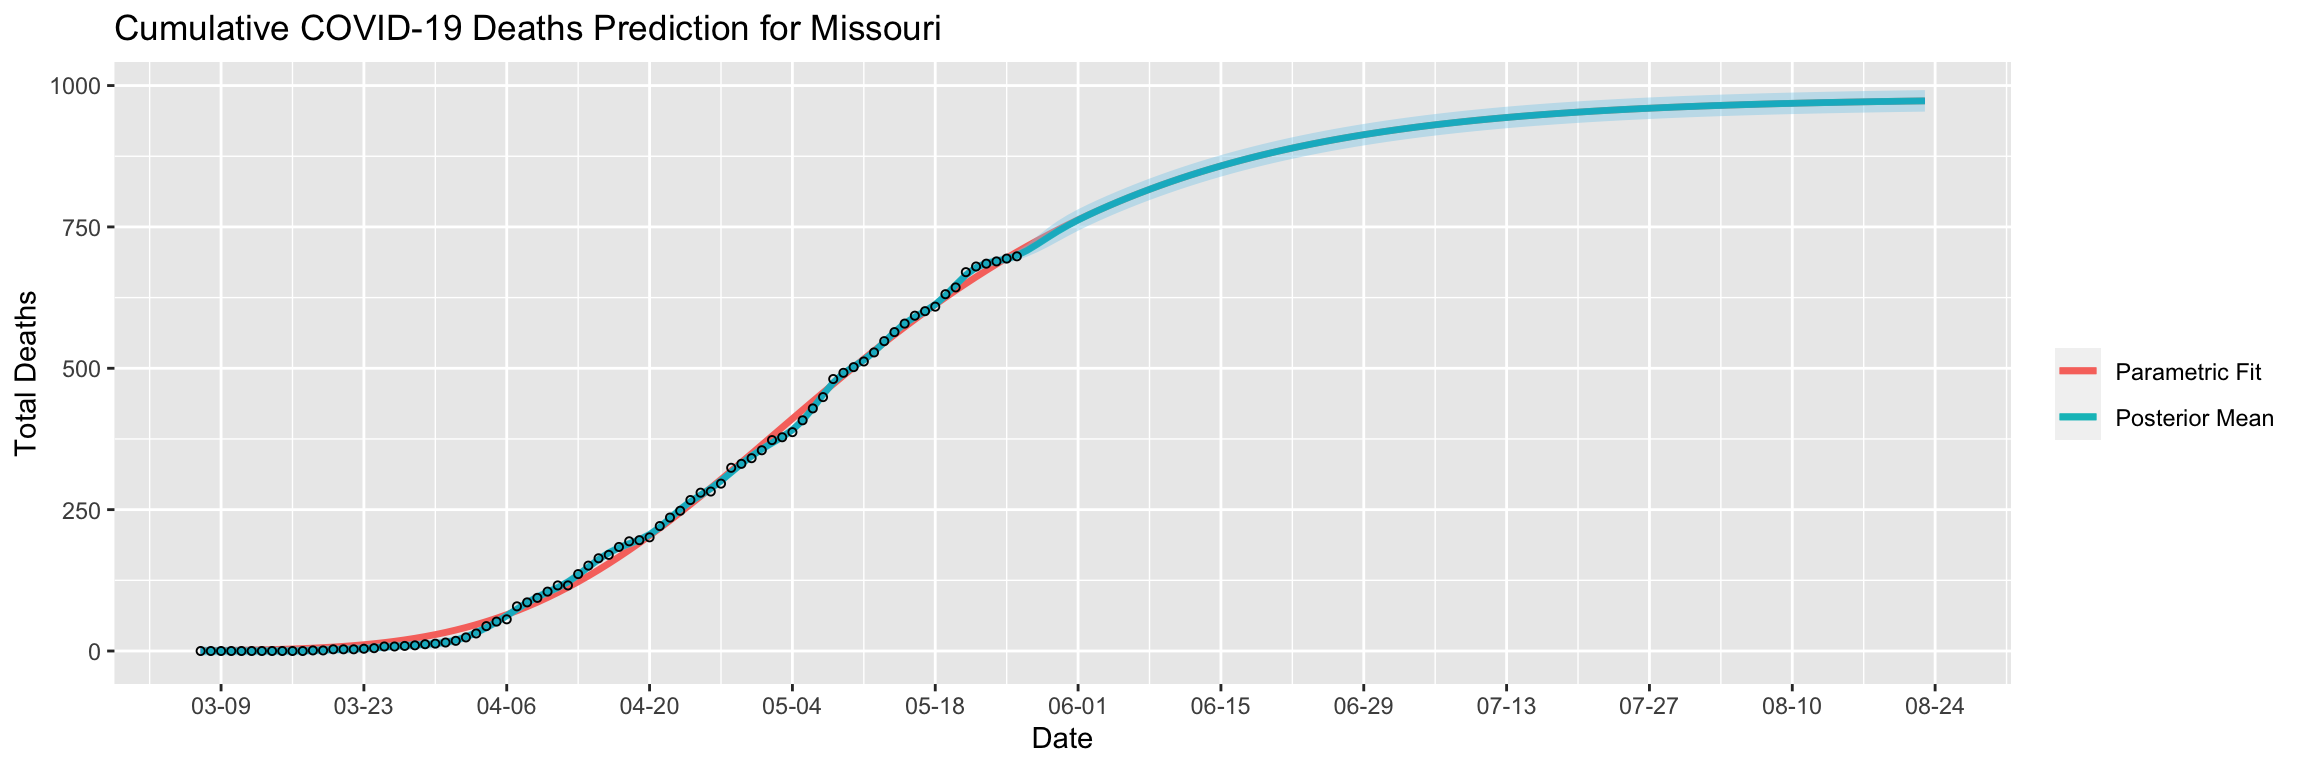 Cumulative COVID-19 Deaths Prediction for Missouri
1000
750
500
250
0
Total Deaths
03-09 03-23 04-06 04-20 05-04 05-18 06-01 06-15 06-29 07-13 07-27 08-10 08-24
Date
Parametric Fit
Posterior Mean